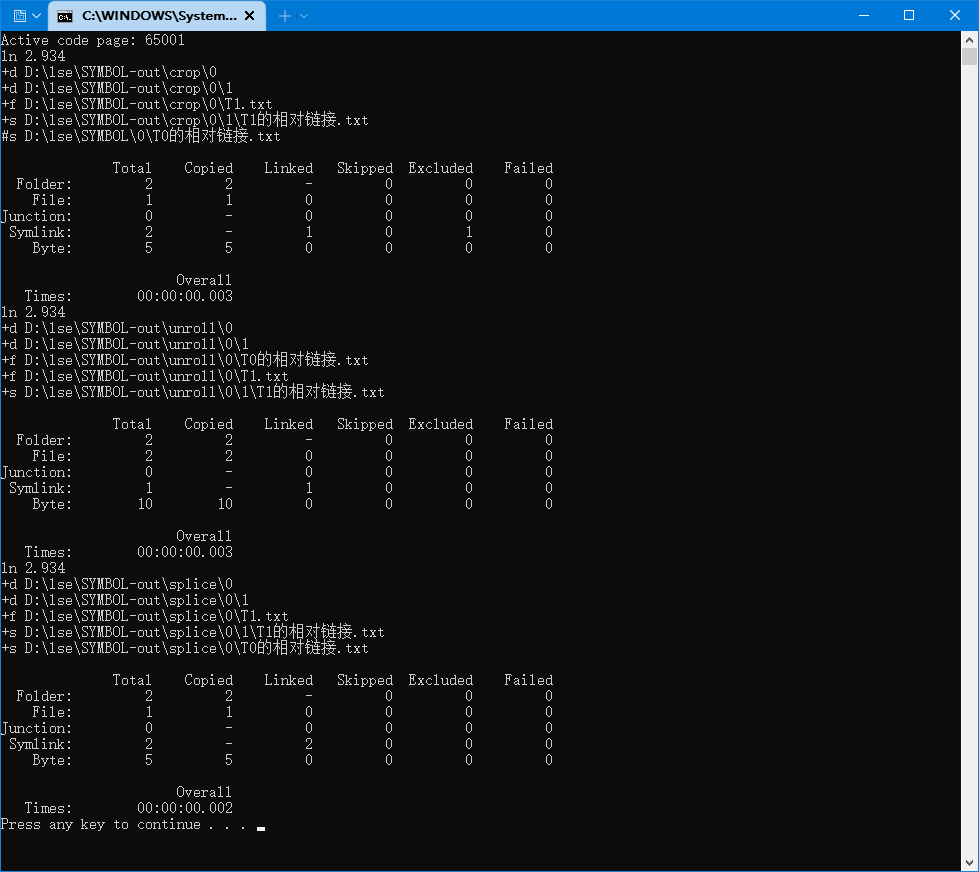 C:\WINDOWS\System...
Active code page: 65001
ln 2.934
+d D:\lse\SYMBOL-out\crop\0
+d D:\lse\SYMBOL-out\crop\0\1
+f D:\lse\SYMBOL-out\crop\0\T1.txt
+s D:\lse\SYMBOL-out\crop\0\1\T1的相对链接.txt
#s D:\lse\SYMBOL\0\T0的相对链接.txt
Total Copied Linked Skipped Excluded Failed
Folder: 2 2 - 0 0 0
File: 1 1 0 0 0 0
Junction: 0 - 0 0 0 0
Symlink: 2 - 1 0 1 0
Byte: 5 5 0 0 0 0
Overall
Times: 00:00:00.003
ln 2.934
+d D:\lse\SYMBOL-out\unroll\0
+d D:\lse\SYMBOL-out\unroll\0\1
+f D:\lse\SYMBOL-out\unroll\0\T0的相对链接.txt
+f D:\lse\SYMBOL-out\unroll\0\T1.txt
+s D:\lse\SYMBOL-out\unroll\0\1\T1的相对链接.txt
Total Copied Linked Skipped Excluded Failed
Folder: 2 2 - 0 0 0
File: 2 2 0 0 0 0
Junction: 0 - 0 0 0 0
Symlink: 1 - 1 0 0 0
Byte: 10 10 0 0 0 0
Overall
Times: 00:00:00.003
ln 2.934
+d D:\lse\SYMBOL-out\splice\0
+d D:\lse\SYMBOL-out\splice\0\1
+f D:\lse\SYMBOL-out\splice\0\T1.txt
+s D:\lse\SYMBOL-out\splice\0\1\T1的相对链接.txt
+s D:\lse\SYMBOL-out\splice\0\T0的相对链接.txt
Total Copied Linked Skipped Excluded Failed
Folder: 2 2 - 0 0 0
File: 1 1 0 0 0 0
Junction: 0 - 0 0 0 0
Symlink: 2 - 2 0 0 0
Byte: 5 5 0 0 0 0
Overall
Times: 00:00:00.002
Press any key to continue . . .